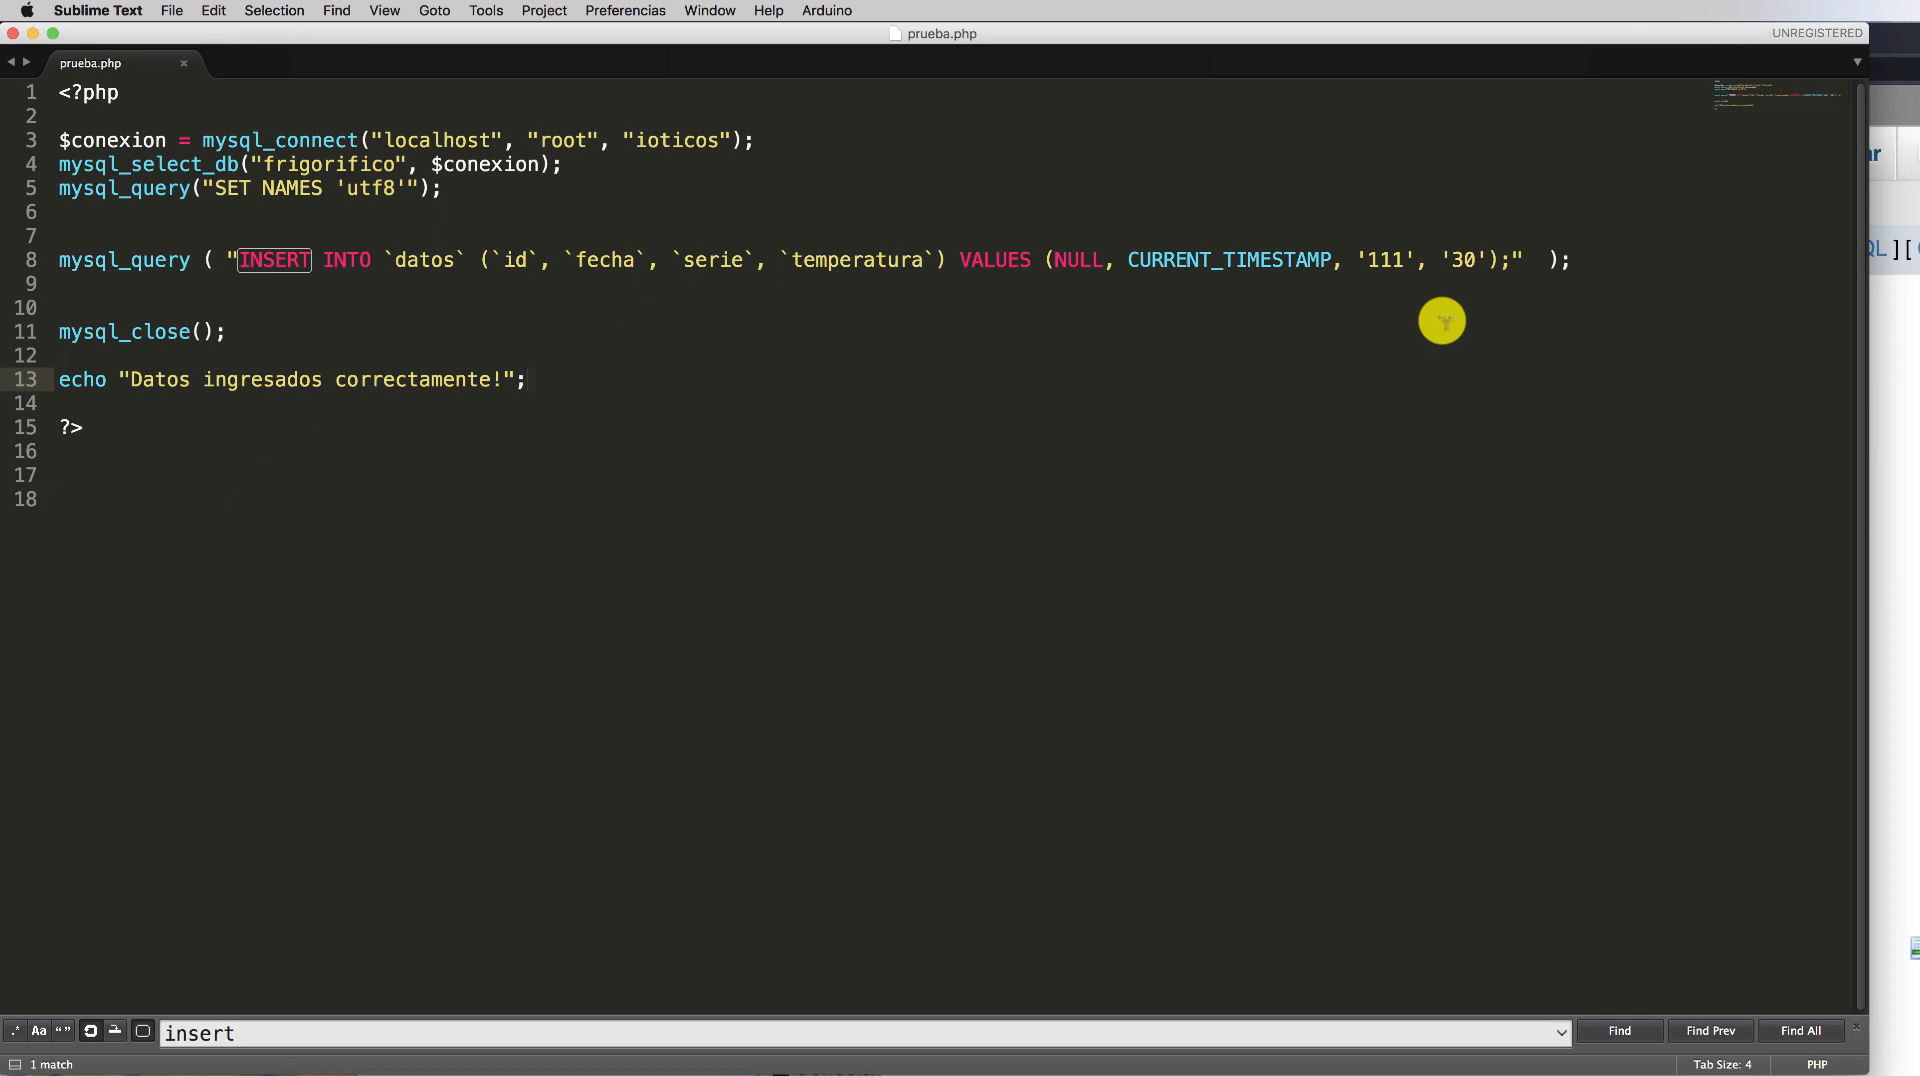 Sublime Text File Edit Selection Find View Goto Tools Project Preferencias Window Help Arduino
prueba.php
UNREGISTERED
prueba.php
1 <?php
2
3 $conexion = mysql_connect("localhost", "root", "ioticos");
4 mysql_select_db("frigorifico", $conexion);
5 mysql_query("SET NAMES 'utf8'");
6
7
8 mysql_query ( "INSERT INTO `datos` (`id`, `fecha`, `serie`, `temperatura`) VALUES (NULL, CURRENT_TIMESTAMP, '111', '30');"  );
9
10
11 mysql_close();
12
13 echo "Datos ingresados correctamente!";
14
15 ?>
16
17
18
ar
QL ][
.* Aa “” insert Find Find Prev Find All
1 match Tab Size: 4 PHP